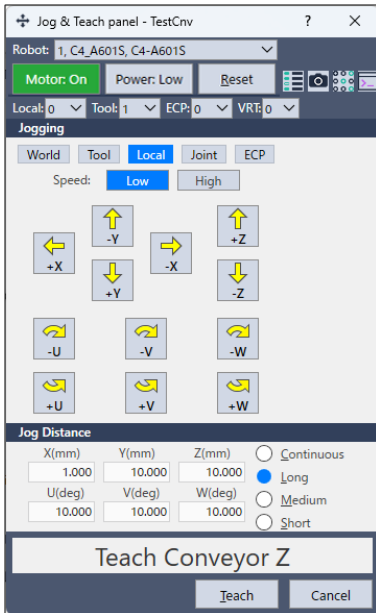 Jog & Teach panel - TestCnv ? ×
Robot: 1, C4_A601S, C4-A601S
Motor: On Power: Low Reset
Local: 0 Tool: 1 ECP: 0 VRT: 0
Jogging
World Tool Local Joint ECP
Speed: Low High
-Y +Z
+X -X
+Y -Z
-U -V -W
+U +V +W
Jog Distance
X(mm) Y(mm) Z(mm) Continuous
1.000 10.000 10.000 Long
U(deg) V(deg) W(deg) Medium
10.000 10.000 10.000 Short
Teach Conveyor Z
Teach Cancel